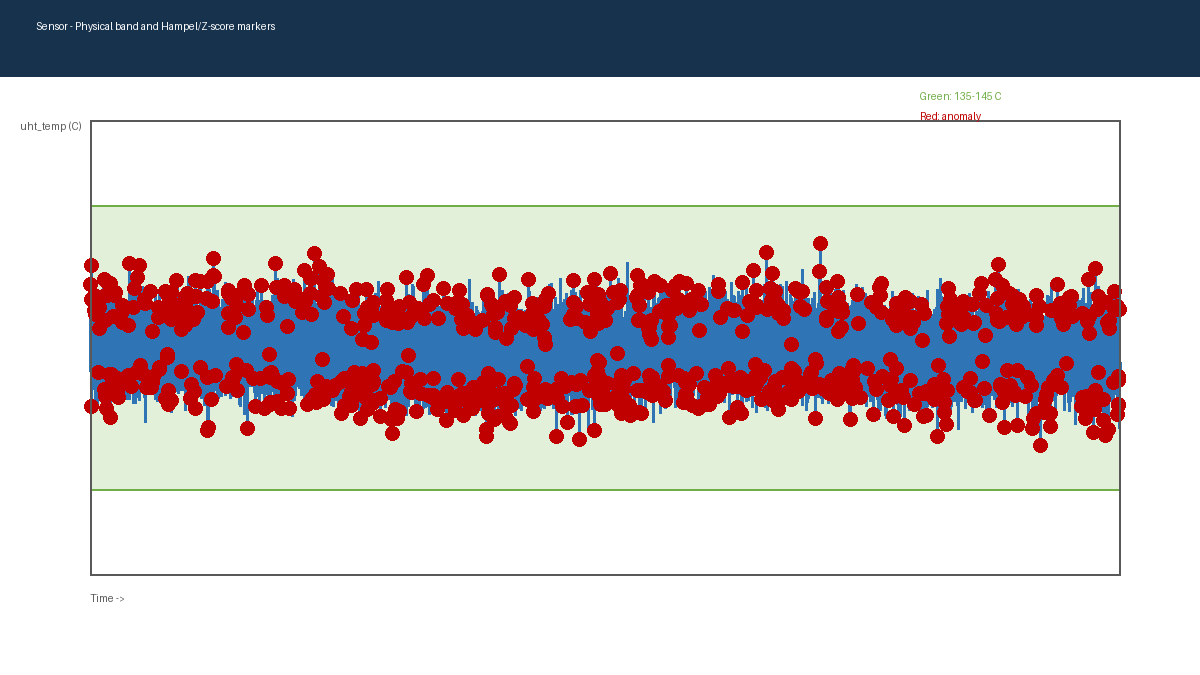 Sensor - Physical band and Hampel/Z-score markers
Green: 135-145 C
Red: anomaly
uht_temp (C)
Time ->